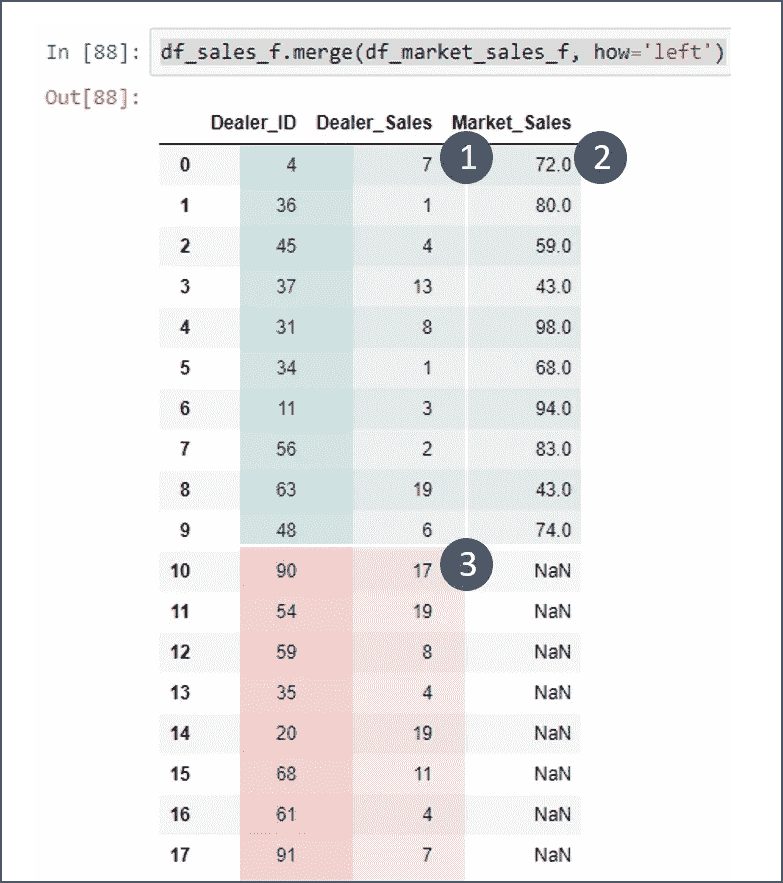 In [88]: df_sales_f.merge(df_market_sales_f, how='left')
Out[88]:
Dealer_ID Dealer_Sales Market_Sales
0 4 7 1 72.0 2
1 36 1 80.0
2 45 4 59.0
3 37 13 43.0
4 31 8 98.0
5 34 1 68.0
6 11 3 94.0
7 56 2 83.0
8 63 19 43.0
9 48 6 74.0
10 90 17 3 NaN
11 54 19 NaN
12 59 8 NaN
13 35 4 NaN
14 20 19 NaN
15 68 11 NaN
16 61 4 NaN
17 91 7 NaN